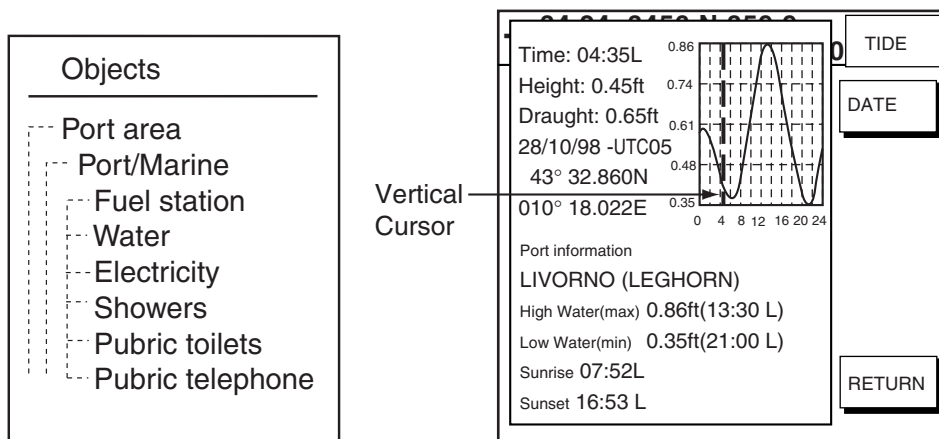 Objects
Port area
Port/Marine
Fuel station
Water
Electricity
Showers
Pubric toilets
Pubric telephone
Vertical
Cursor
TIDE
DATE
RETURN
Time: 04:35L
Height: 0.45ft
Draught: 0.65ft
28/10/98 -UTC05
43° 32.860N
010° 18.022E
0.86
0.74
0.61
0.48
0.35
0 4 8 12 16 20 24
Port information
LIVORNO (LEGHORN)
High Water(max) 0.86ft(13:30 L)
Low Water(min) 0.35ft(21:00 L)
Sunrise 07:52L
Sunset 16:53 L